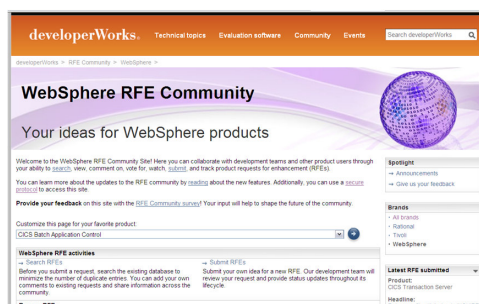 developerWorks.
Technical topics Evaluation software Community Events
Search developerWorks
developerWorks > RFE Community > WebSphere >
WebSphere RFE Community
Your ideas for WebSphere products
Welcome to the WebSphere RFE Community Site! Here you can collaborate with development teams and other product users through
your ability to search, view, comment on, vote for, watch, submit, and track product requests for enhancement (RFEs).
You can learn more about the updates to the RFE community by reading about the new features. Additionally, you can use a secure
protocol to access this site.
Provide your feedback on this site with the RFE Community survey! Your input will help to shape the future of the community.
Customize this page for your favorite product:
CICS Batch Application Control
WebSphere RFE activities
→ Search RFEs
Before you submit a request, search the existing database to
minimize the number of duplicate entries. You can add your own
comments to existing requests and share information across the
community.
→ Submit RFEs
Submit your own idea for a new RFE. Our development team will
review your request and provide status updates throughout its
lifecycle.
Spotlight
→ Announcements
→ Give us your feedback
Brands
All brands
Rational
Tivoli
WebSphere
Latest RFE submitted
Product:
CICS Transaction Server
Headline: